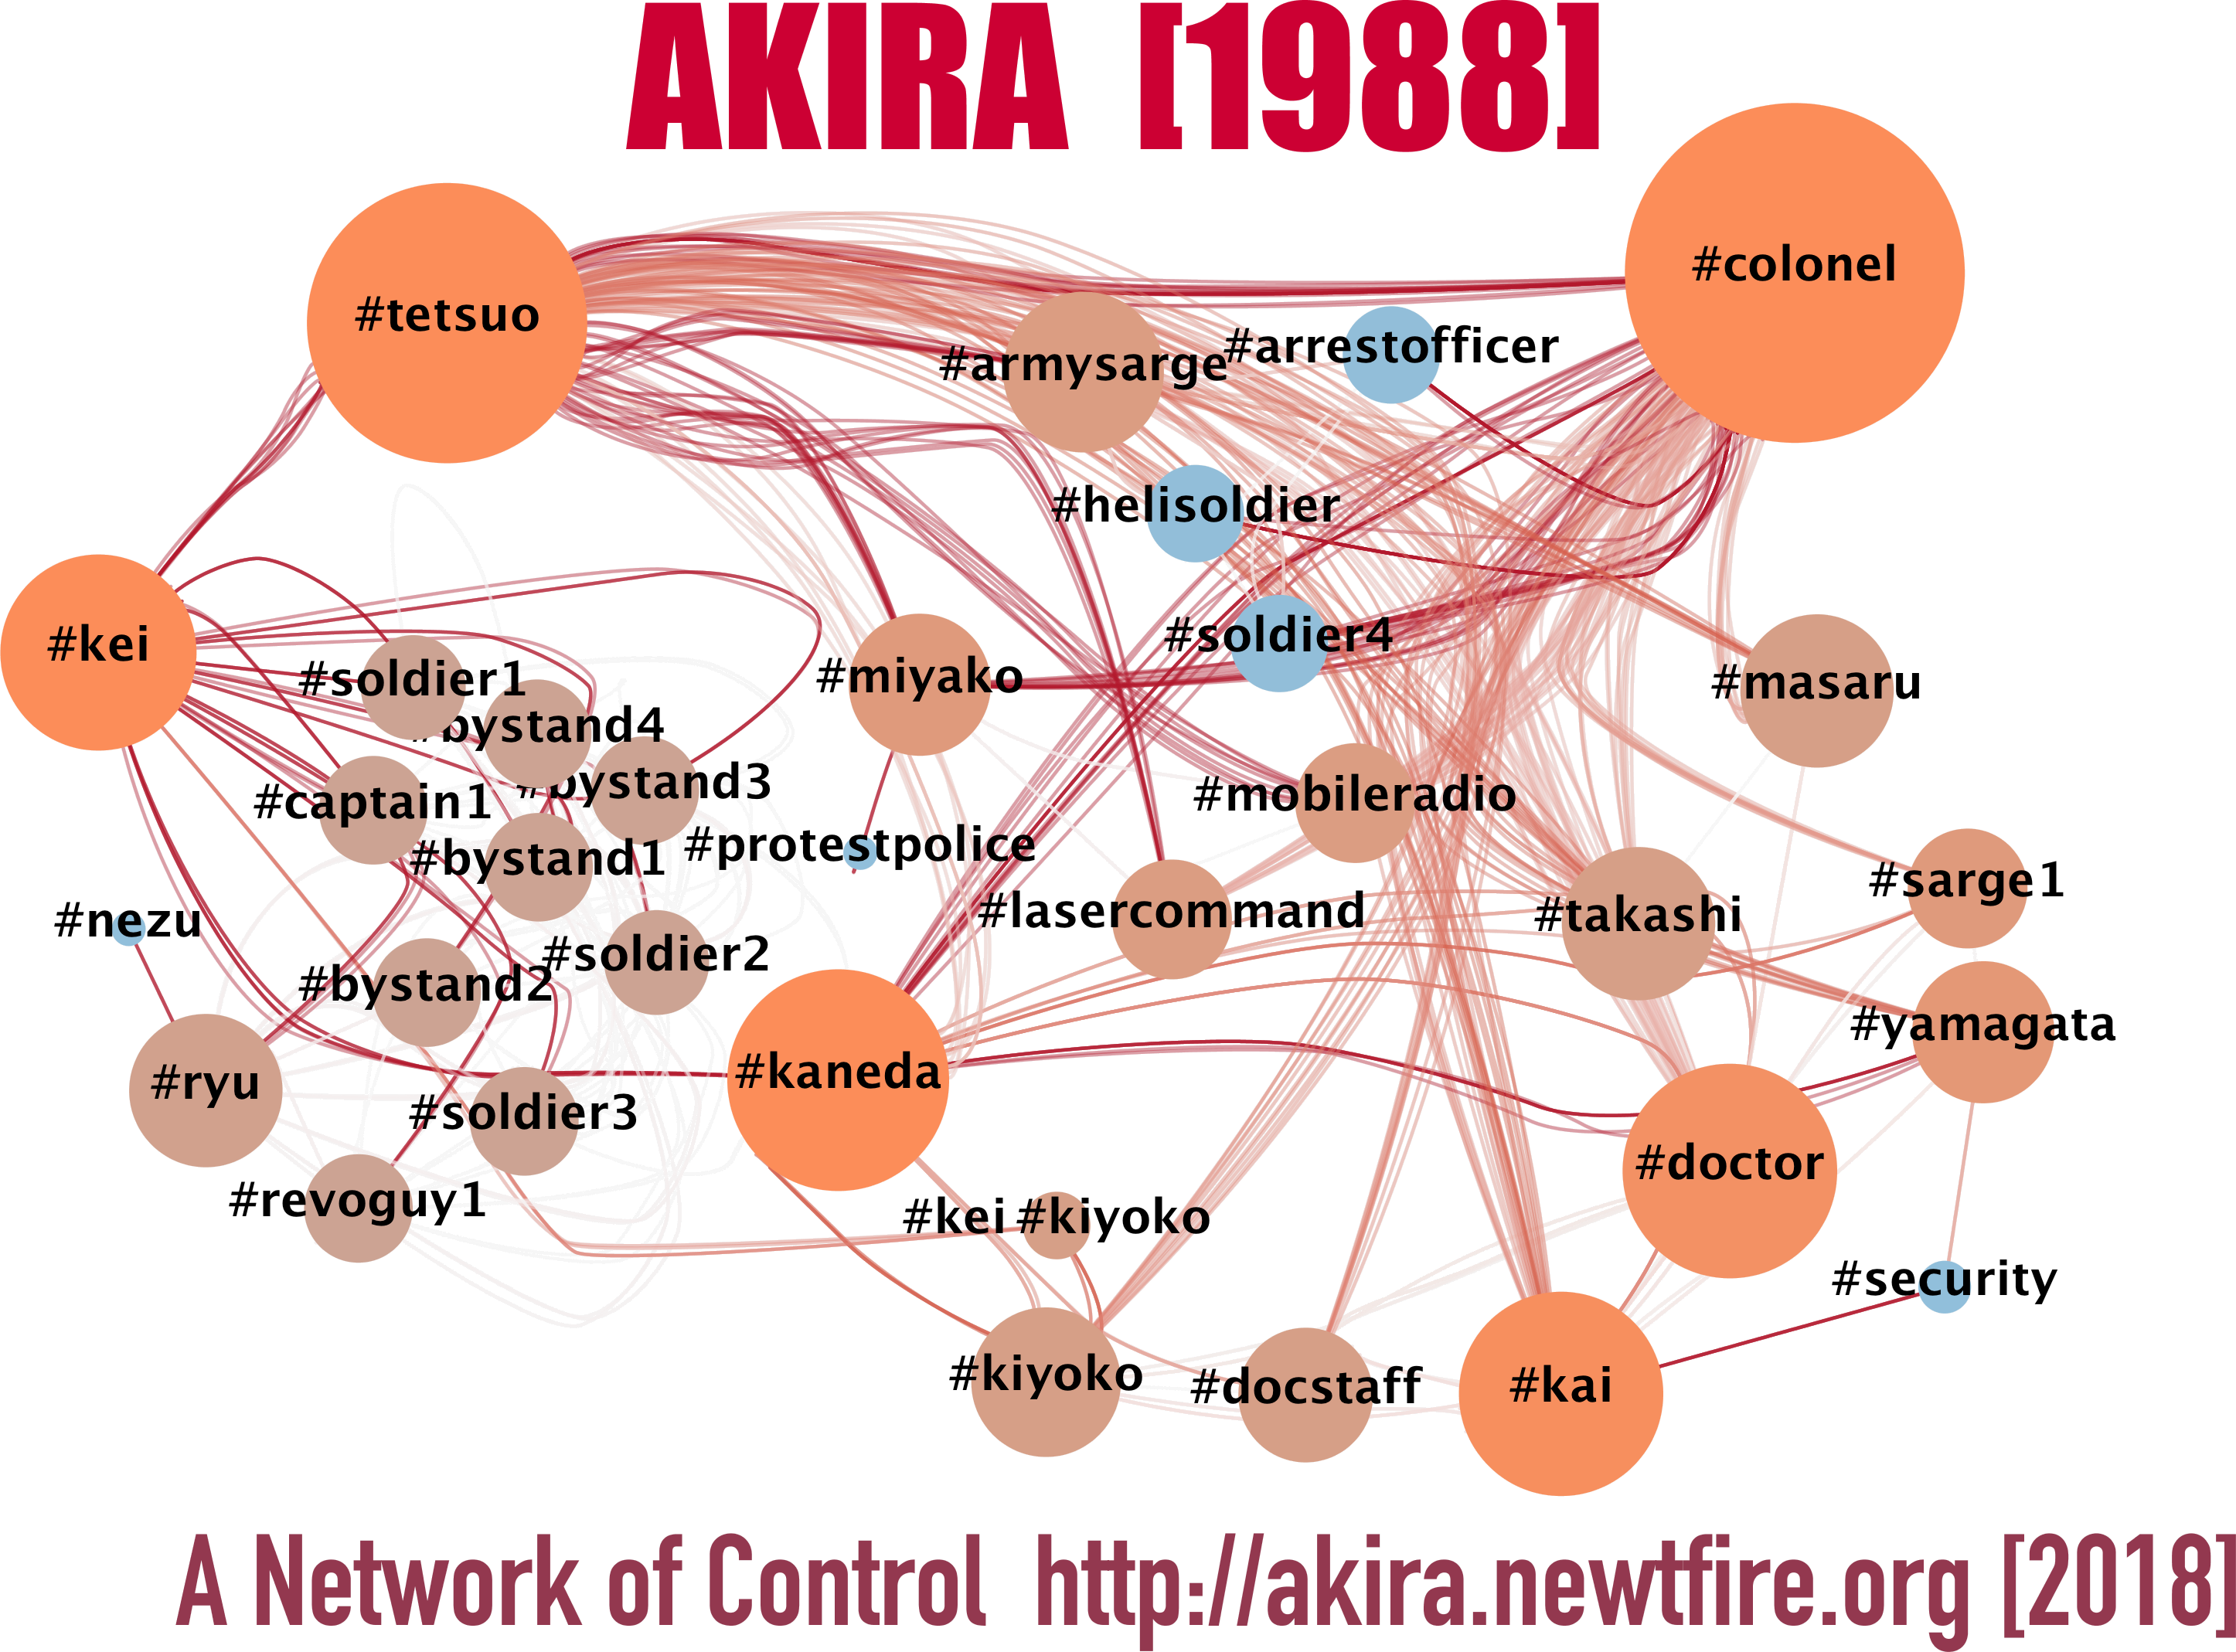 AKIRA [1988]
#colonel
#tetsuo
#arrestofficer
#armysarge
#helisoldier
#soldier4
#kei
#soldier1
#miyako
#masaru
#bystand4
#bystand3
#mobileradio
#captain1
#protestpolice
#bystand1
#sarge1
#lasercommand
#takashi
#nezu
#soldier2
#bystand2
#yamagata
#kaneda
#ryu
#soldier3
#doctor
#revoguy1
#kei #kiyoko
#security
#kiyoko
#docstaff
#kai
A Network of Control http://akira.newtfire.org [2018]